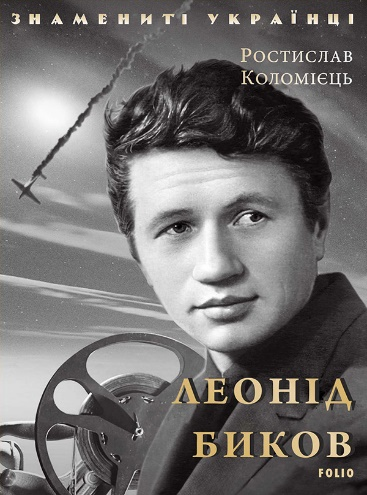 ЗНАМЕНИТІ УКРАЇНЦІ
Ростислав
Коломієць
ЛЕОНІД
БИКОВ
FOLIO